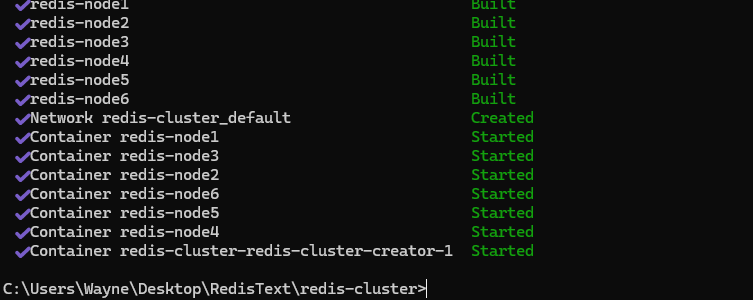 redis-node1 Built
✔redis-node2 Built
✔redis-node3 Built
✔redis-node4 Built
✔redis-node5 Built
✔redis-node6 Built
✔Network redis-cluster_default Created
✔Container redis-node1 Started
✔Container redis-node3 Started
✔Container redis-node2 Started
✔Container redis-node6 Started
✔Container redis-node5 Started
✔Container redis-node4 Started
✔Container redis-cluster-redis-cluster-creator-1 Started
C:\Users\Wayne\Desktop\RedisText\redis-cluster>